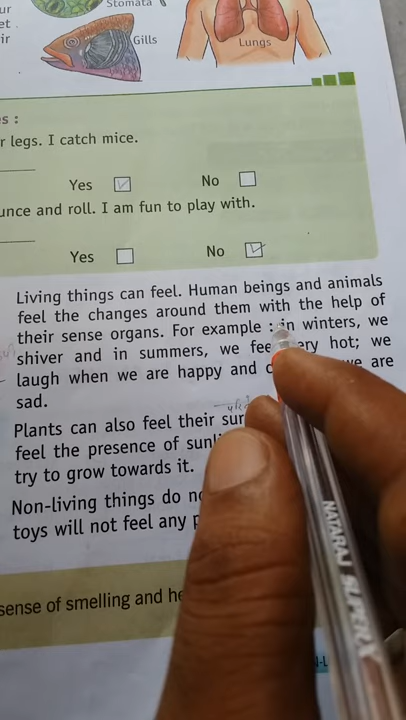 Stomata
Gills
Lungs
r legs. I catch mice.
Yes No
unce and roll. I am fun to play with.
Yes No
Living things can feel. Human beings and animals
feel the changes around them with the help of
their sense organs. For example : in winters, we
shiver and in summers, we fee ery hot; we
laugh when we are happy and c we are
sad.
Plants can also feel their sur
feel the presence of sunl
try to grow towards it.
Non-living things do n
toys will not feel any p
sense of smelling and he
NATARAJ SUPERX